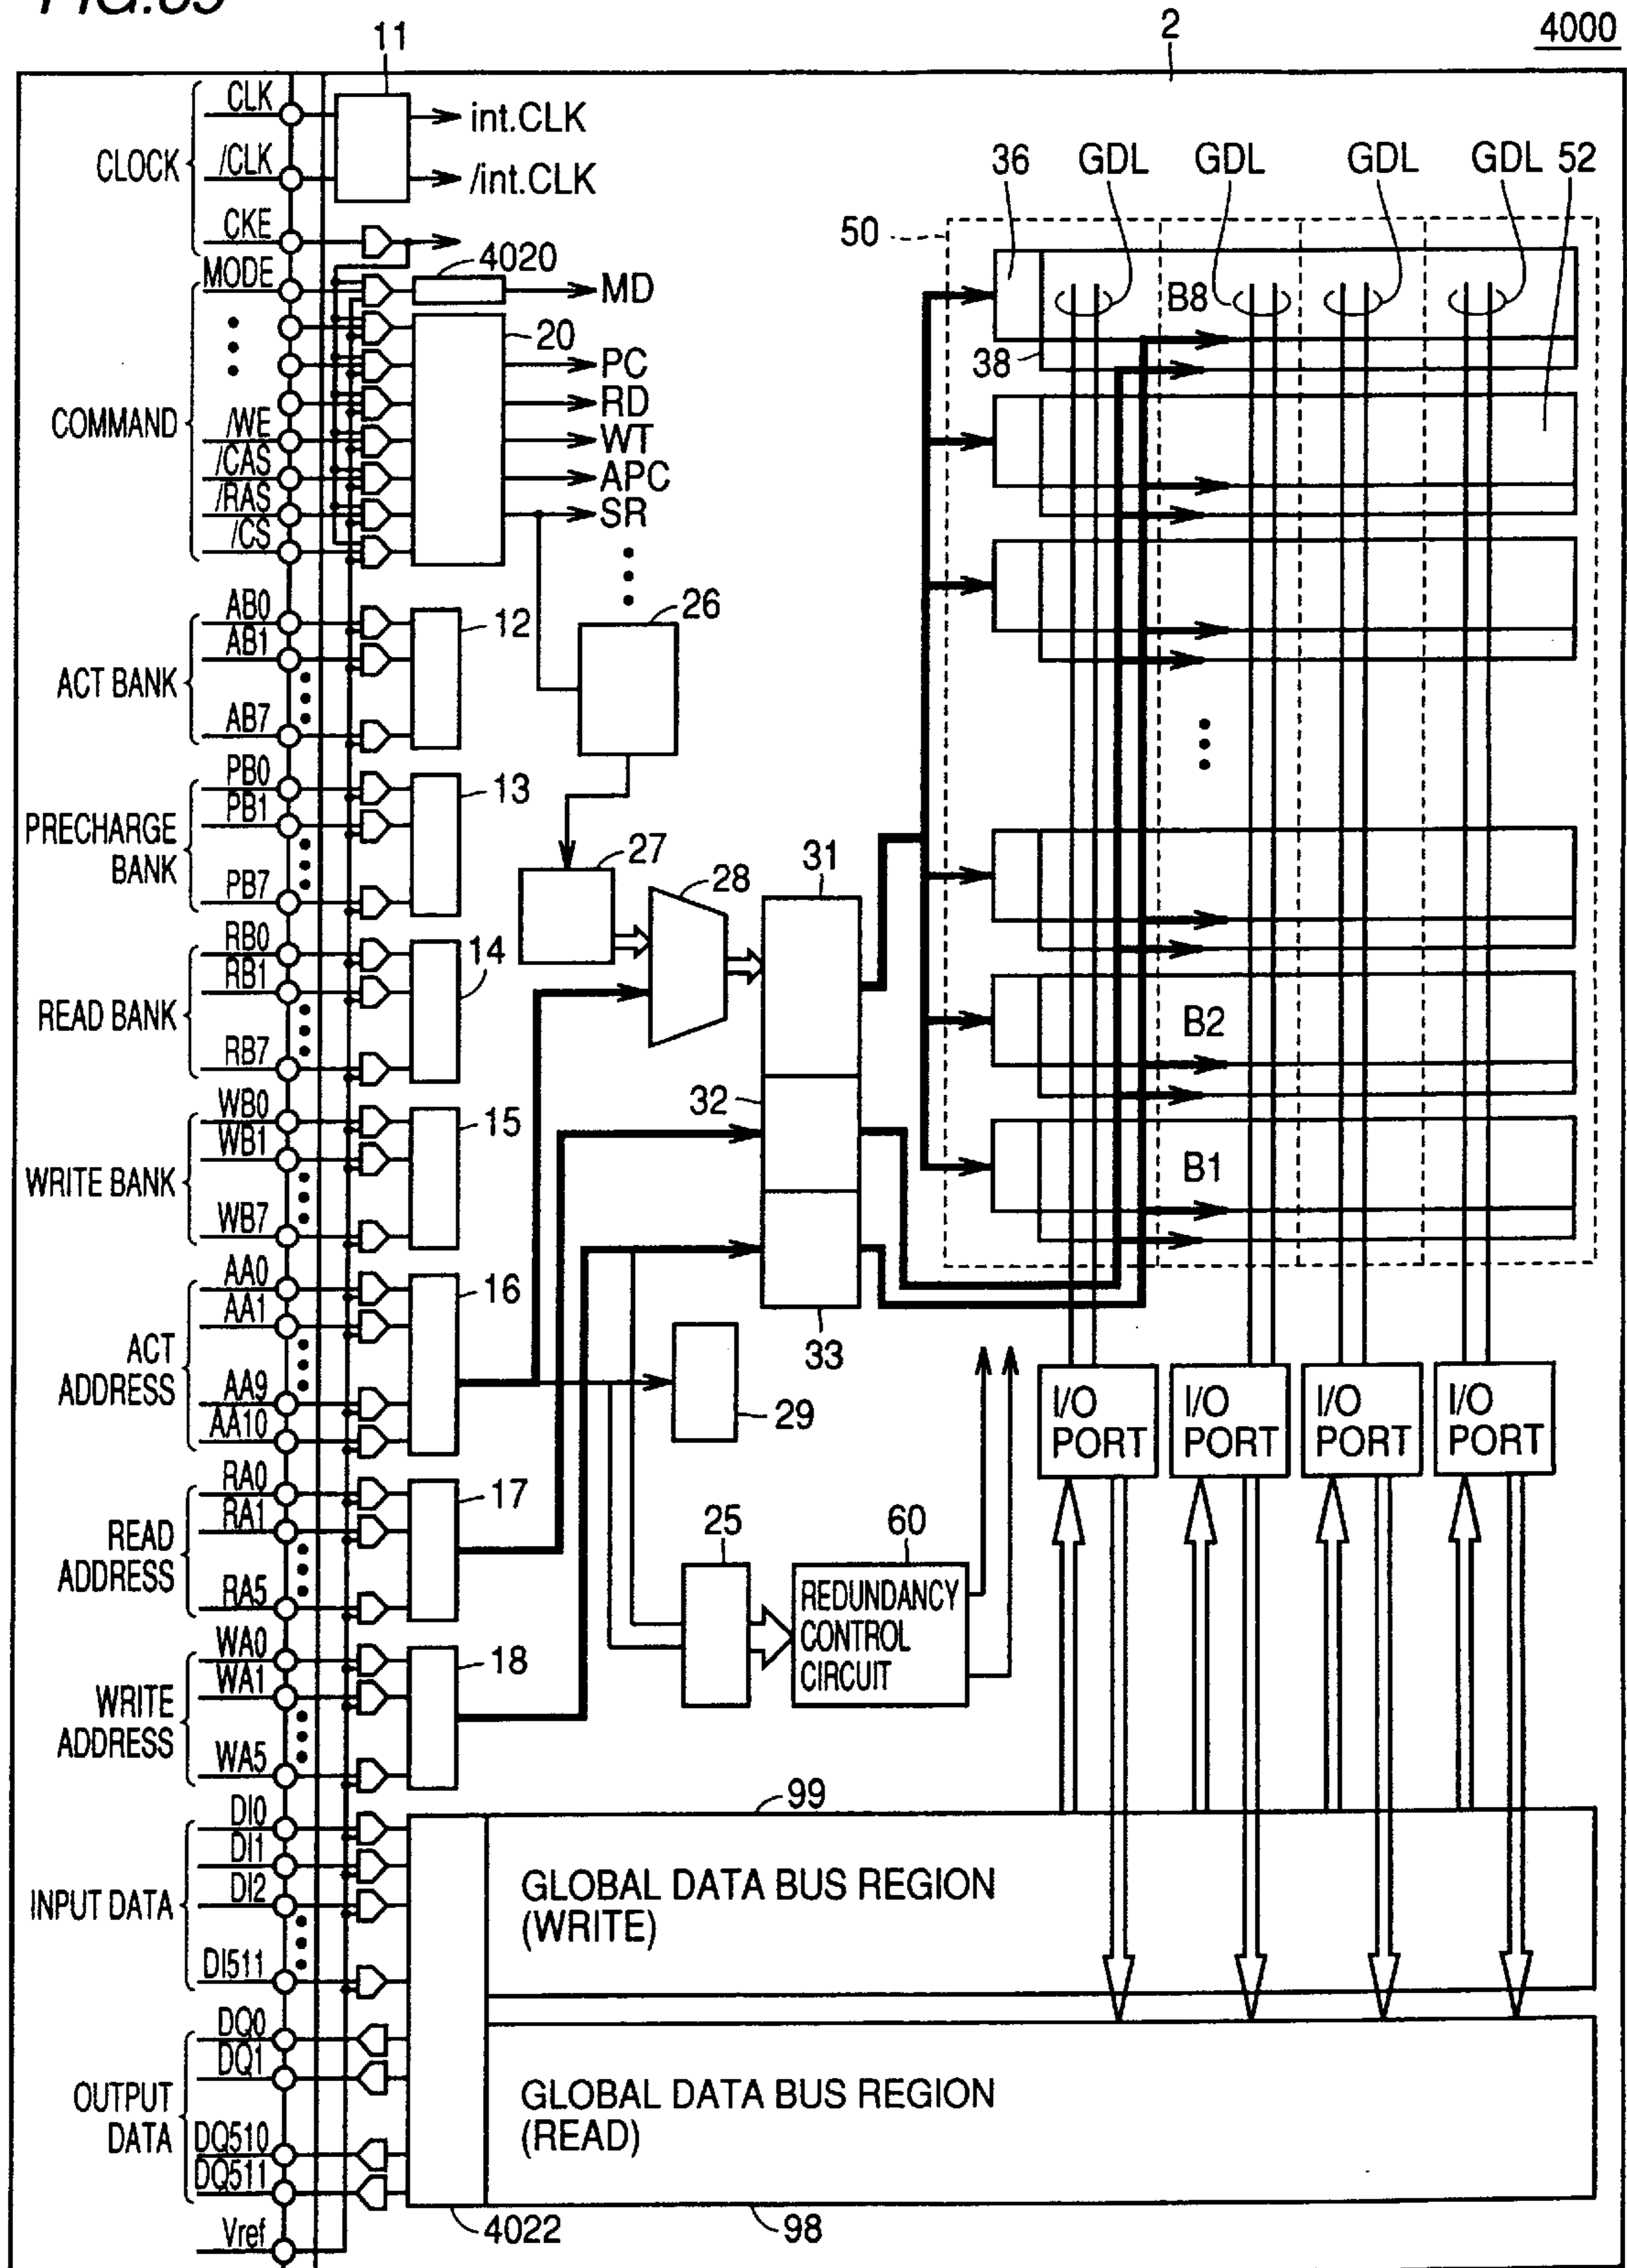 2
4000
11
CLOCK
CLK
/CLK
CKE
int.CLK
/int.CLK
COMMAND
MODE
/WE
/CAS
/RAS
/CS
4020
MD
20
PC
RD
WT
APC
SR
ACT BANK
AB0
AB1
AB7
12
26
PRECHARGE
BANK
PB0
PB1
PB7
13
READ BANK
RB0
RB1
RB7
14
27
28
31
WRITE BANK
WB0
WB1
WB7
15
32
ACT
ADDRESS
AA0
AA1
AA9
AA10
16
33
29
READ
ADDRESS
RA0
RA1
RA5
17
25
60
REDUNDANCY
CONTROL
CIRCUIT
WRITE
ADDRESS
WA0
WA1
WA5
18
36
GDL
GDL
GDL
GDL
52
50
38
B8
B2
B1
I/O
PORT
I/O
PORT
I/O
PORT
I/O
PORT
INPUT DATA
DI0
DI1
DI2
DI511
99
GLOBAL DATA BUS REGION
(WRITE)
OUTPUT
DATA
DQ0
DQ1
DQ510
DQ511
GLOBAL DATA BUS REGION
(READ)
Vref
4022
98